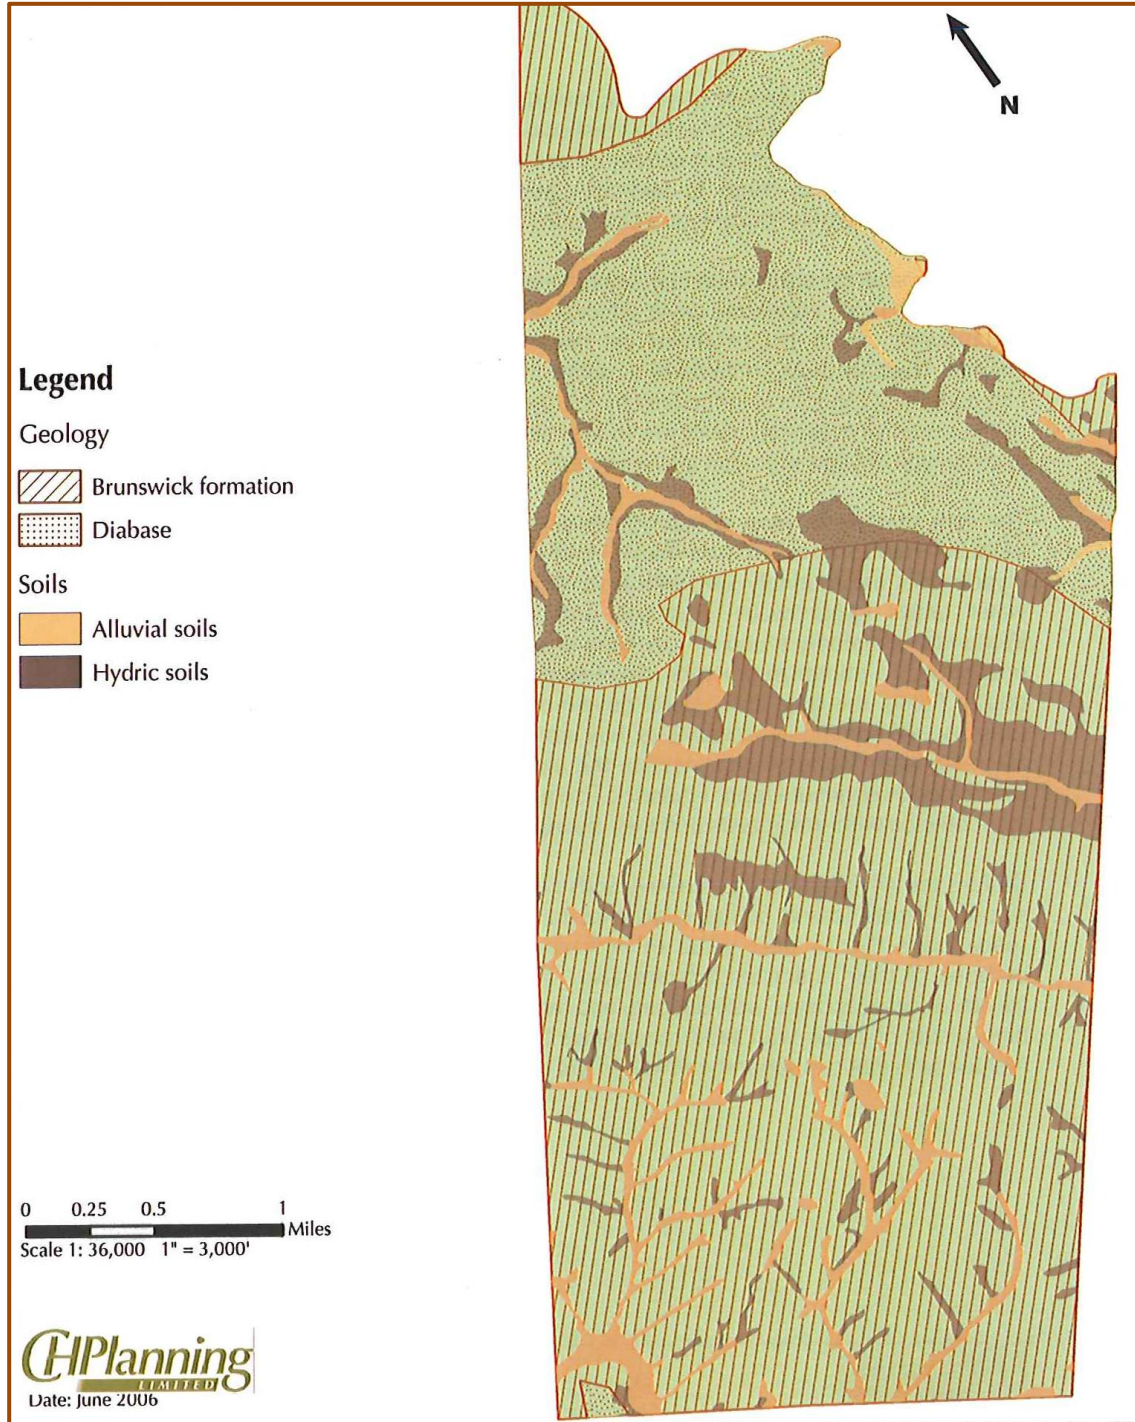 N
Legend
Geology
Brunswick formation
Diabase
Soils
Alluvial soils
Hydric soils
0 0.25 0.5 1
Miles
Scale 1: 36,000 1" = 3,000'
CHPlanning
LIMITED
Date: June 2006